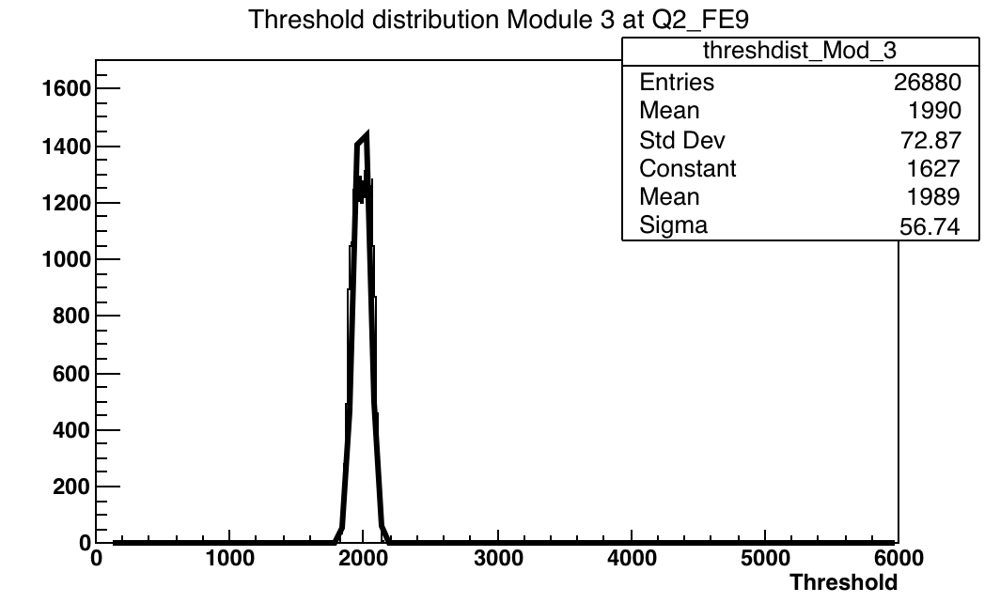 Threshold distribution Module 3 at Q2_FE9
threshdist_Mod_3
Entries 26880
Mean 1990
Std Dev 72.87
Constant 1627
Mean 1989
Sigma 56.74
1600
1400
1200
1000
800
600
400
200
0
0 1000 2000 3000 4000 5000 6000
Threshold